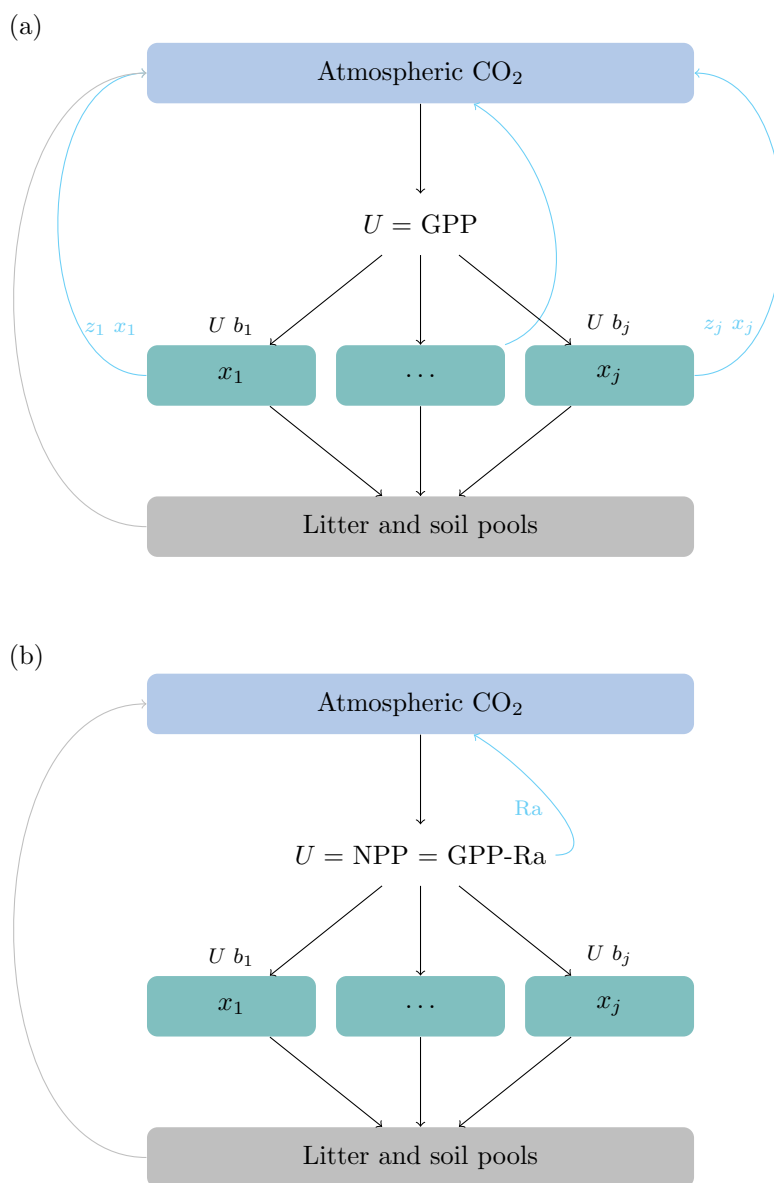 (a)
Atmospheric CO₂
U = GPP
z₁ x₁ U b₁ U bⱼ zⱼ xⱼ
x₁ ... xⱼ
Litter and soil pools
(b)
Atmospheric CO₂
Ra
U = NPP = GPP-Ra
U b₁ U bⱼ
x₁ ... xⱼ
Litter and soil pools